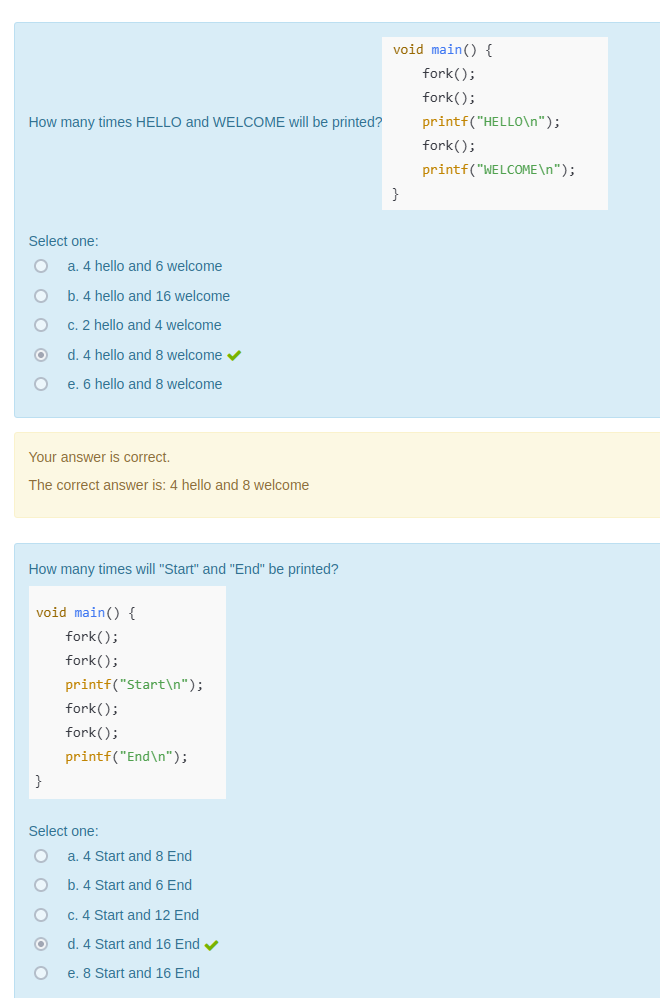 How many times HELLO and WELCOME will be printed?
void main() {
fork();
fork();
printf("HELLO\n");
fork();
printf("WELCOME\n");
}
Select one:
a. 4 hello and 6 welcome
b. 4 hello and 16 welcome
c. 2 hello and 4 welcome
d. 4 hello and 8 welcome
e. 6 hello and 8 welcome
Your answer is correct.
The correct answer is: 4 hello and 8 welcome
How many times will "Start" and "End" be printed?
void main() {
fork();
fork();
printf("Start\n");
fork();
fork();
printf("End\n");
}
Select one:
a. 4 Start and 8 End
b. 4 Start and 6 End
c. 4 Start and 12 End
d. 4 Start and 16 End
e. 8 Start and 16 End